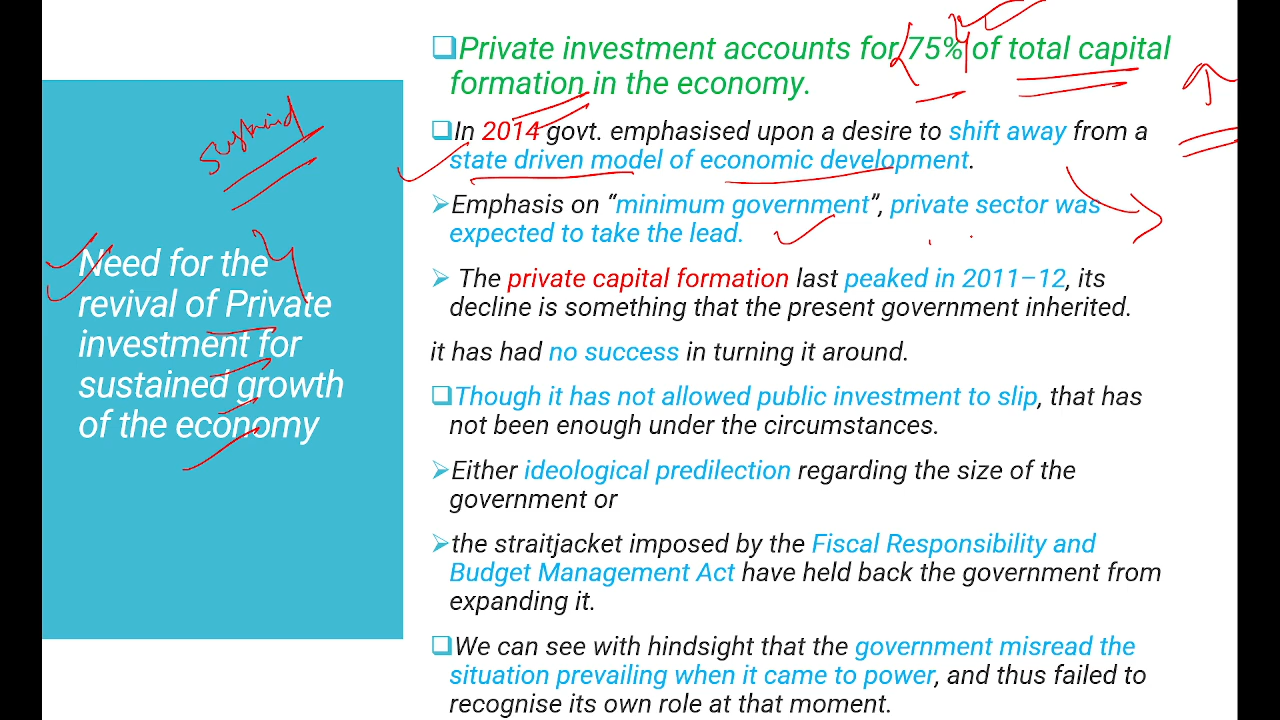 sustained
Need for the
revival of Private
investment for
sustained growth
of the economy
Private investment accounts for 75% of total capital
formation in the economy.
In 2014 govt. emphasised upon a desire to shift away from a
state driven model of economic development.
Emphasis on “minimum government”, private sector was
expected to take the lead.
The private capital formation last peaked in 2011–12, its
decline is something that the present government inherited.
it has had no success in turning it around.
Though it has not allowed public investment to slip, that has
not been enough under the circumstances.
Either ideological predilection regarding the size of the
government or
the straitjacket imposed by the Fiscal Responsibility and
Budget Management Act have held back the government from
expanding it.
We can see with hindsight that the government misread the
situation prevailing when it came to power, and thus failed to
recognise its own role at that moment.